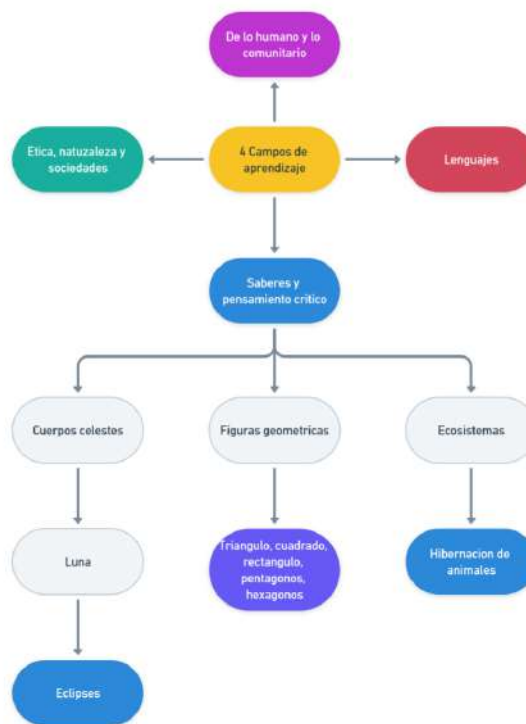 De lo humano y lo
comunitario
Etica, natuzaleza y
sociedades
4 Campos de
aprendizaje
Lenguajes
Saberes y
pensamiento critico
Cuerpos celestes
Figuras geometricas
Ecosistemas
Luna
Triangulo, cuadrado,
rectangulo,
pentagonos,
hexagonos
Hibernacion de
animales
Eclipses